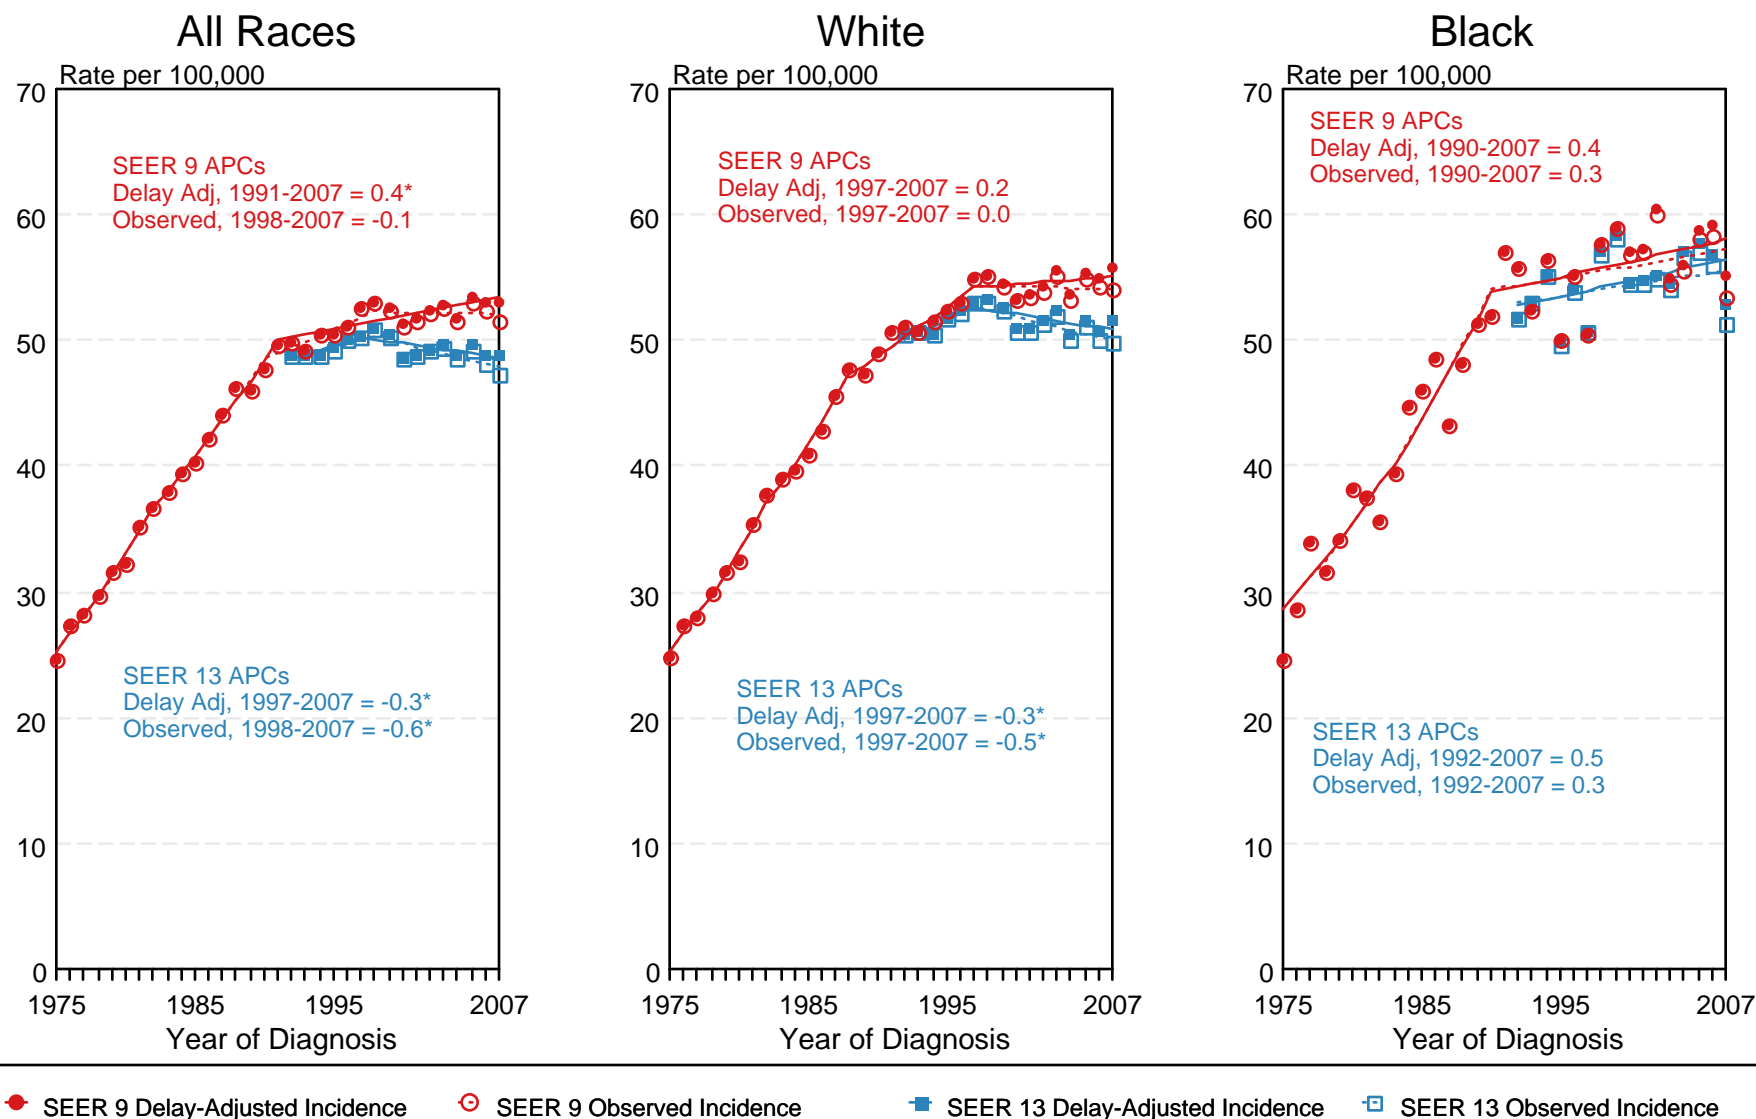 All Races
Rate per 100,000
70
60
50
40
30
20
10
0
SEER 9 APCs
Delay Adj, 1991-2007 = 0.4*
Observed, 1998-2007 = -0.1
SEER 13 APCs
Delay Adj, 1997-2007 = -0.3*
Observed, 1998-2007 = -0.6*
1975 1985 1995 2007
Year of Diagnosis
White
Rate per 100,000
70
60
50
40
30
20
10
0
SEER 9 APCs
Delay Adj, 1997-2007 = 0.2
Observed, 1997-2007 = 0.0
SEER 13 APCs
Delay Adj, 1997-2007 = -0.3*
Observed, 1997-2007 = -0.5*
1975 1985 1995 2007
Year of Diagnosis
Black
Rate per 100,000
70
60
50
40
30
20
10
0
SEER 9 APCs
Delay Adj, 1990-2007 = 0.4
Observed, 1990-2007 = 0.3
SEER 13 APCs
Delay Adj, 1992-2007 = 0.5
Observed, 1992-2007 = 0.3
1975 1985 1995 2007
Year of Diagnosis
SEER 9 Delay-Adjusted Incidence SEER 9 Observed Incidence SEER 13 Delay-Adjusted Incidence SEER 13 Observed Incidence